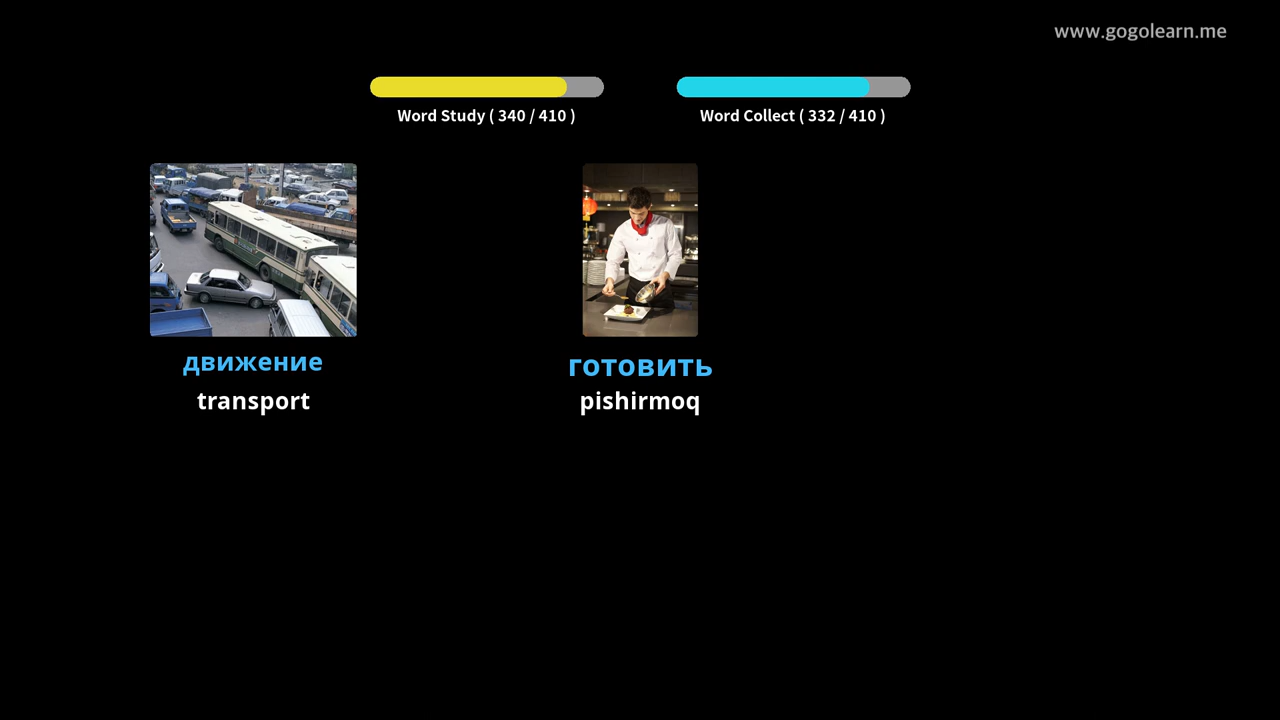 www.gogolearn.me
Word Study ( 340 / 410 )
Word Collect ( 332 / 410 )
движение
transport
готовить
pishirmoq